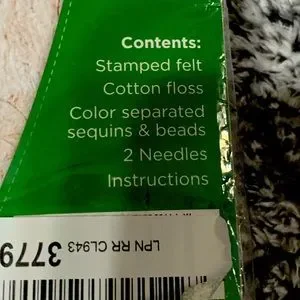 Contents:
Stamped felt
Cotton floss
Color separated
sequins & beads
2 Needles
Instructions
LPN RR CL943 3779